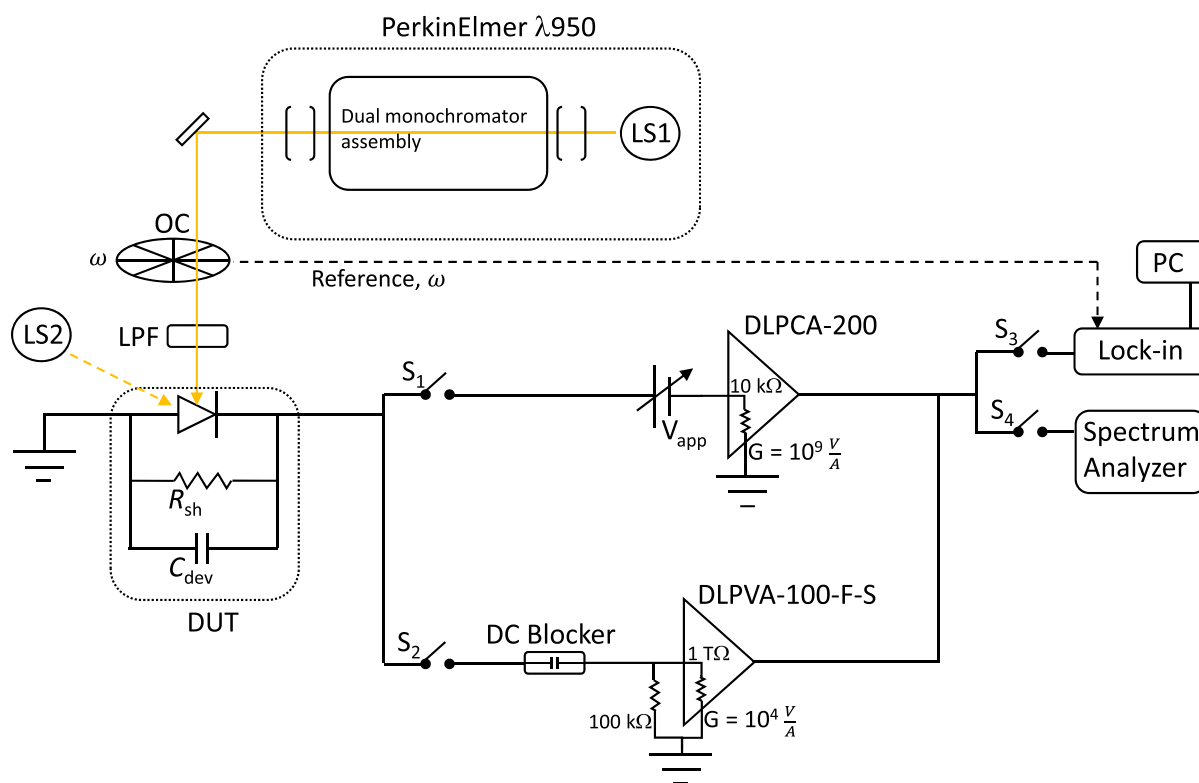 PerkinElmer λ950
Dual monochromator
assembly
LS1
OC
ω
Reference, ω
PC
LS2
LPF
DLPCA-200
S3
Lock-in
S1
10 kΩ
S4
Vapp
G = 10⁹ V/A
Spectrum
Analyzer
Rsh
Cdev
DUT
DLPVA-100-F-S
S2
DC Blocker
1 TΩ
100 kΩ
G = 10⁴ V/A